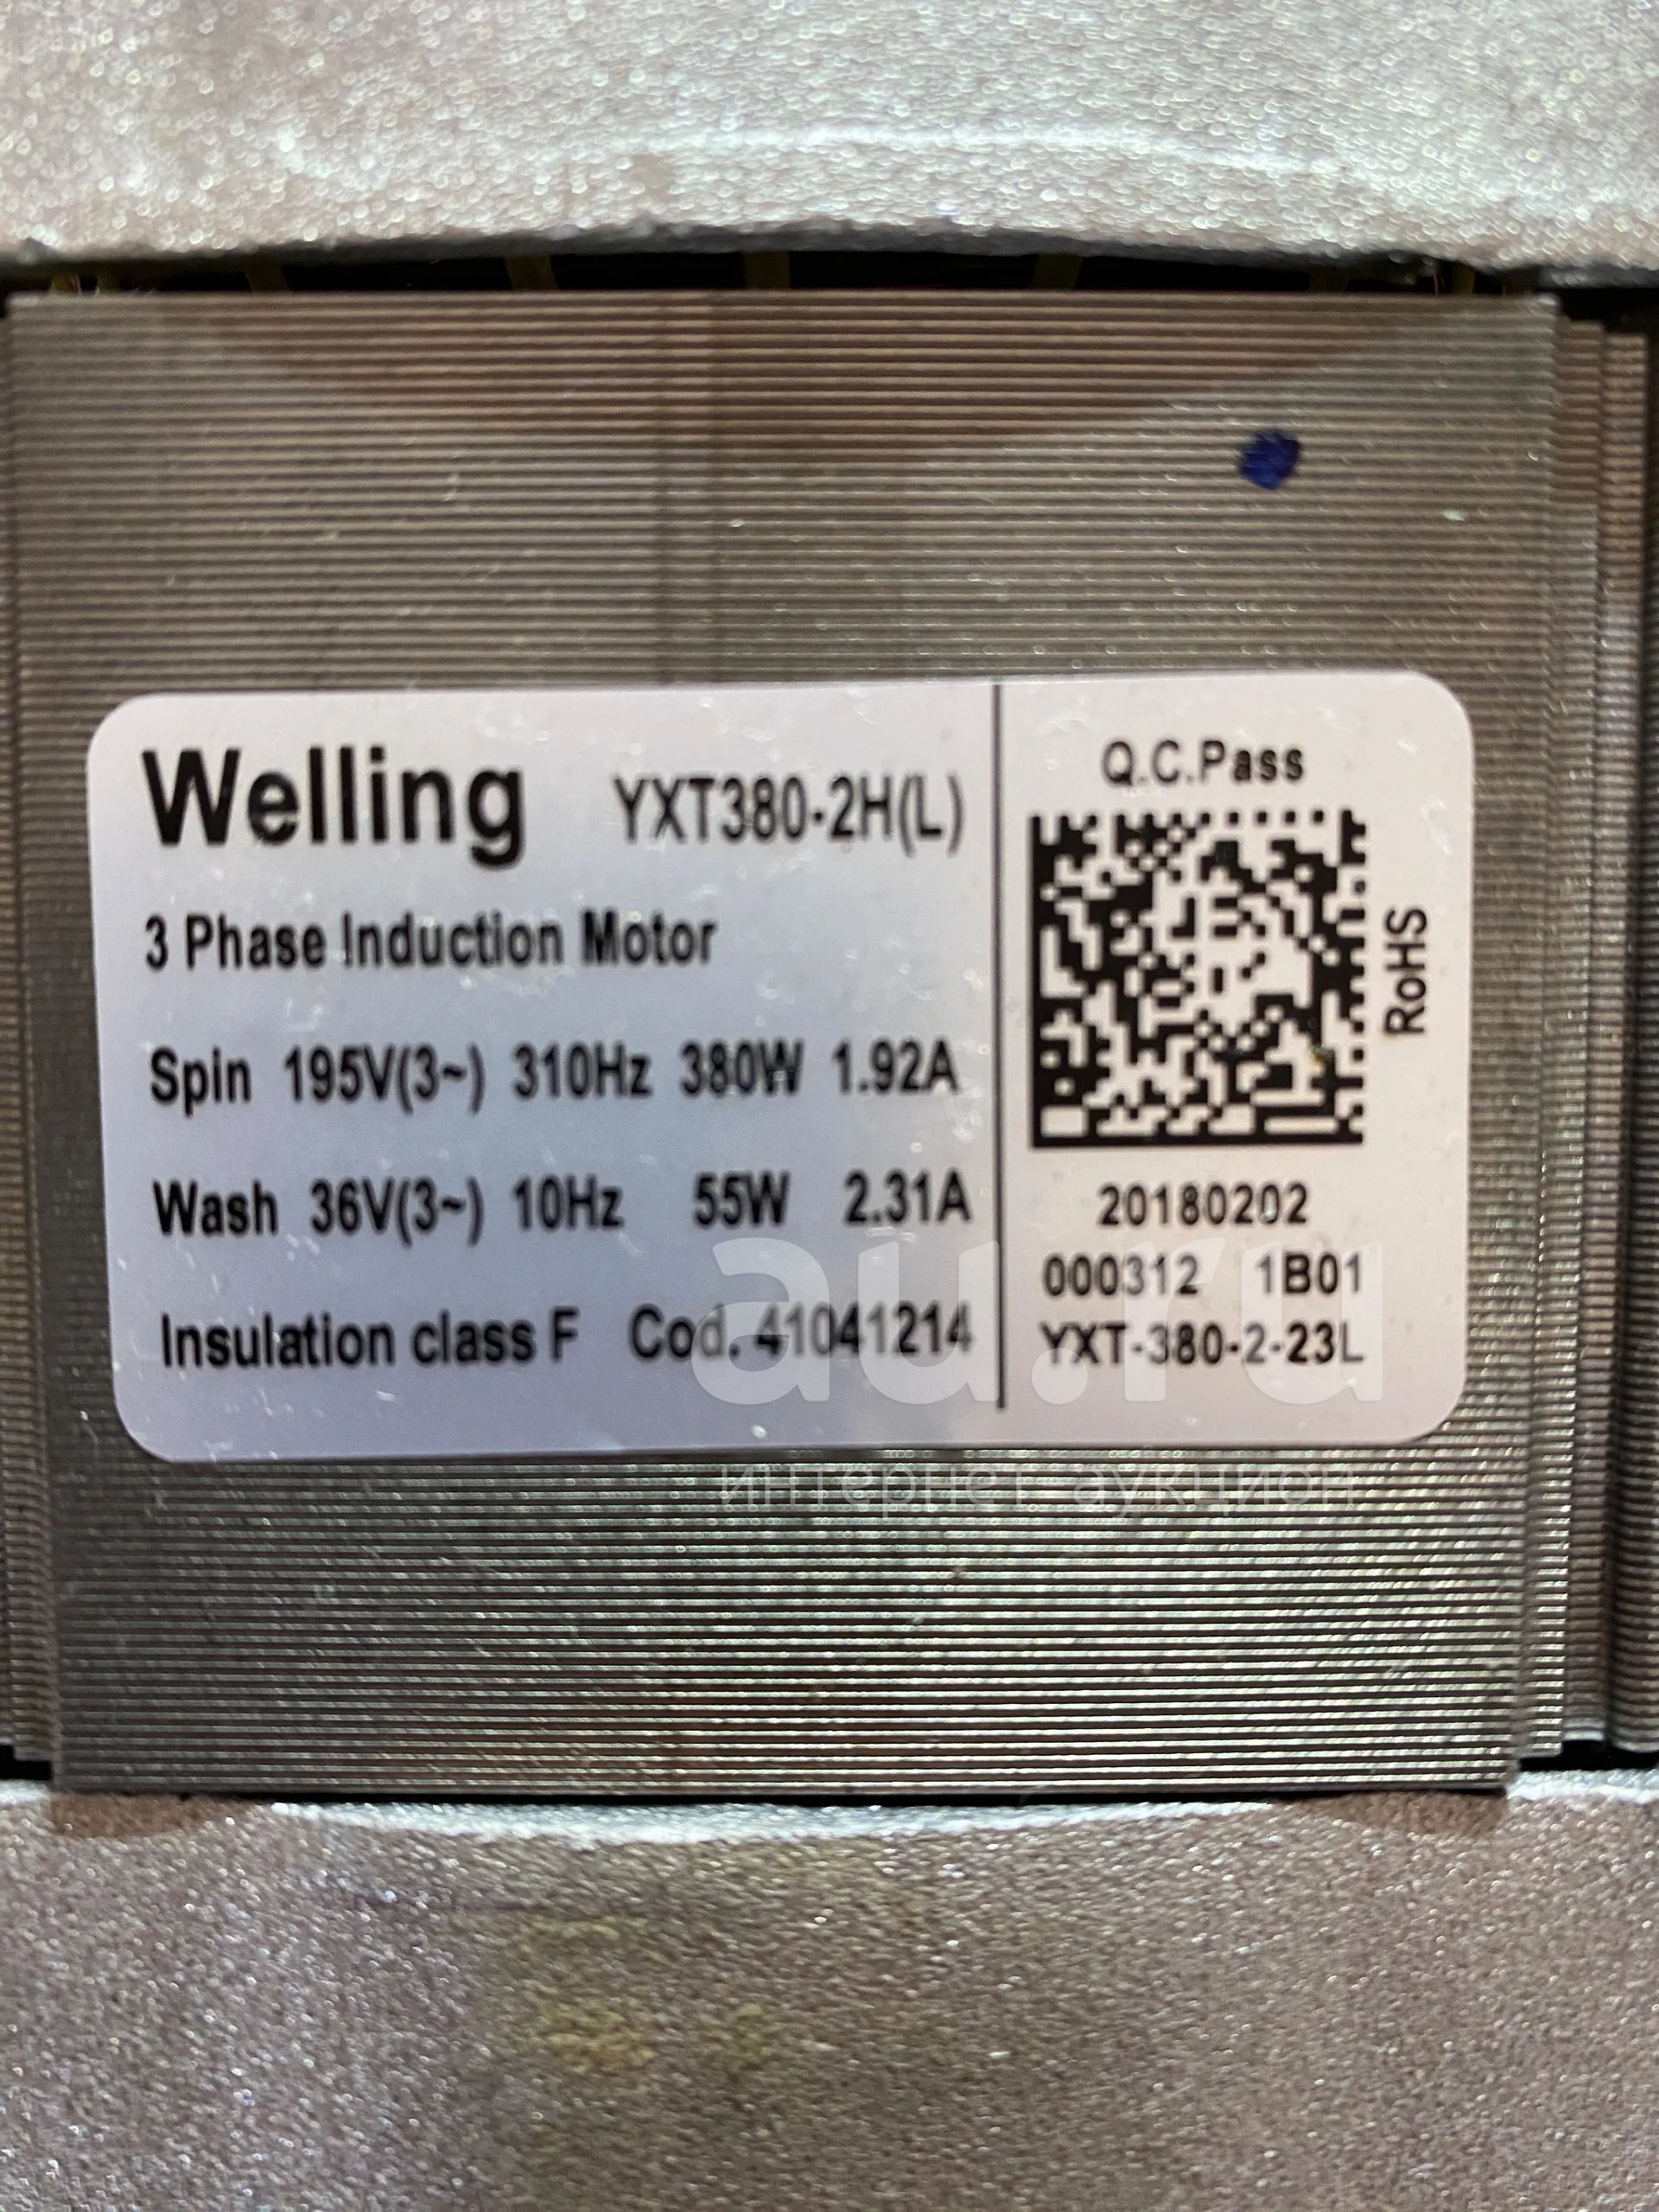 Welling YXT380-2H(L)
3 Phase Induction Motor
Spin 195V(3~) 310Hz 380W 1.92A
Wash 36V(3~) 10Hz 55W 2.31A
Insulation class F Cod. 41041214
Q.C.Pass
RoHS
20180202
000312 1B01
YXT-380-2-23L
au.ru
интернет аукцион